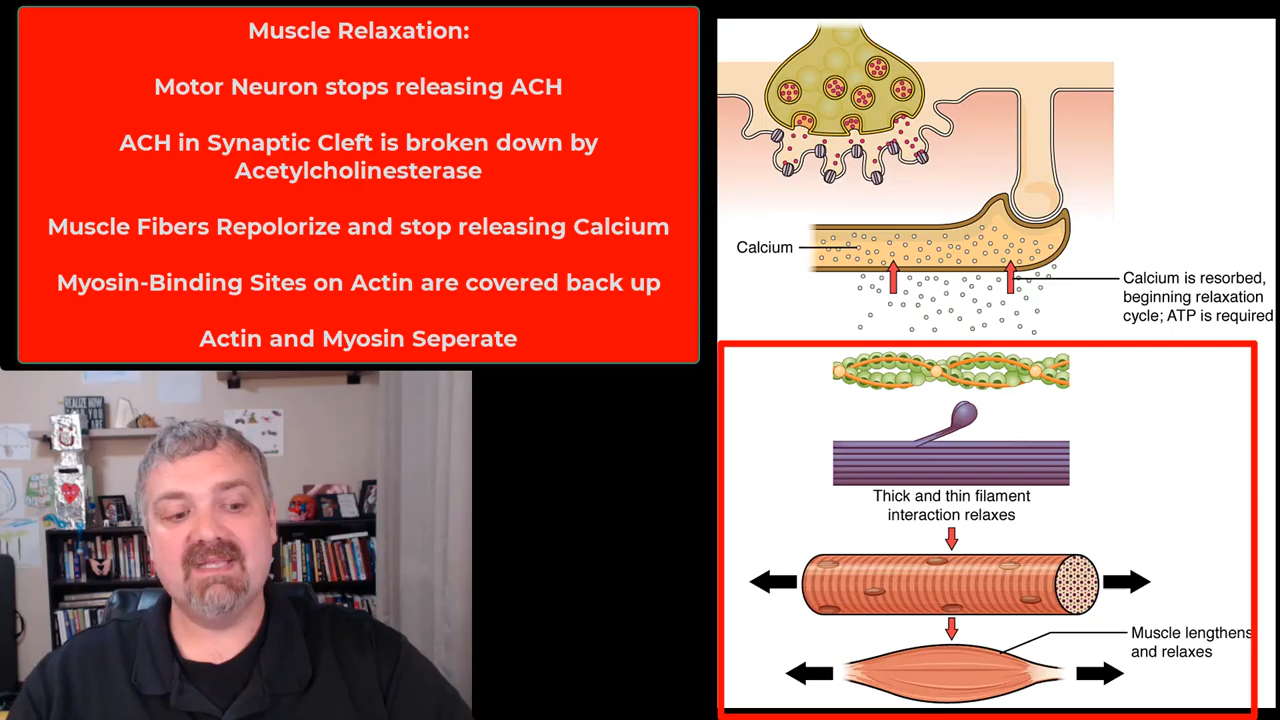 Muscle Relaxation:
Motor Neuron stops releasing ACH
ACH in Synaptic Cleft is broken down by
Acetylcholinesterase
Muscle Fibers Repolorize and stop releasing Calcium
Myosin-Binding Sites on Actin are covered back up
Actin and Myosin Seperate
Calcium
Calcium is resorbed,
beginning relaxation
cycle; ATP is required
Thick and thin filament
interaction relaxes
Muscle lengthens
and relaxes